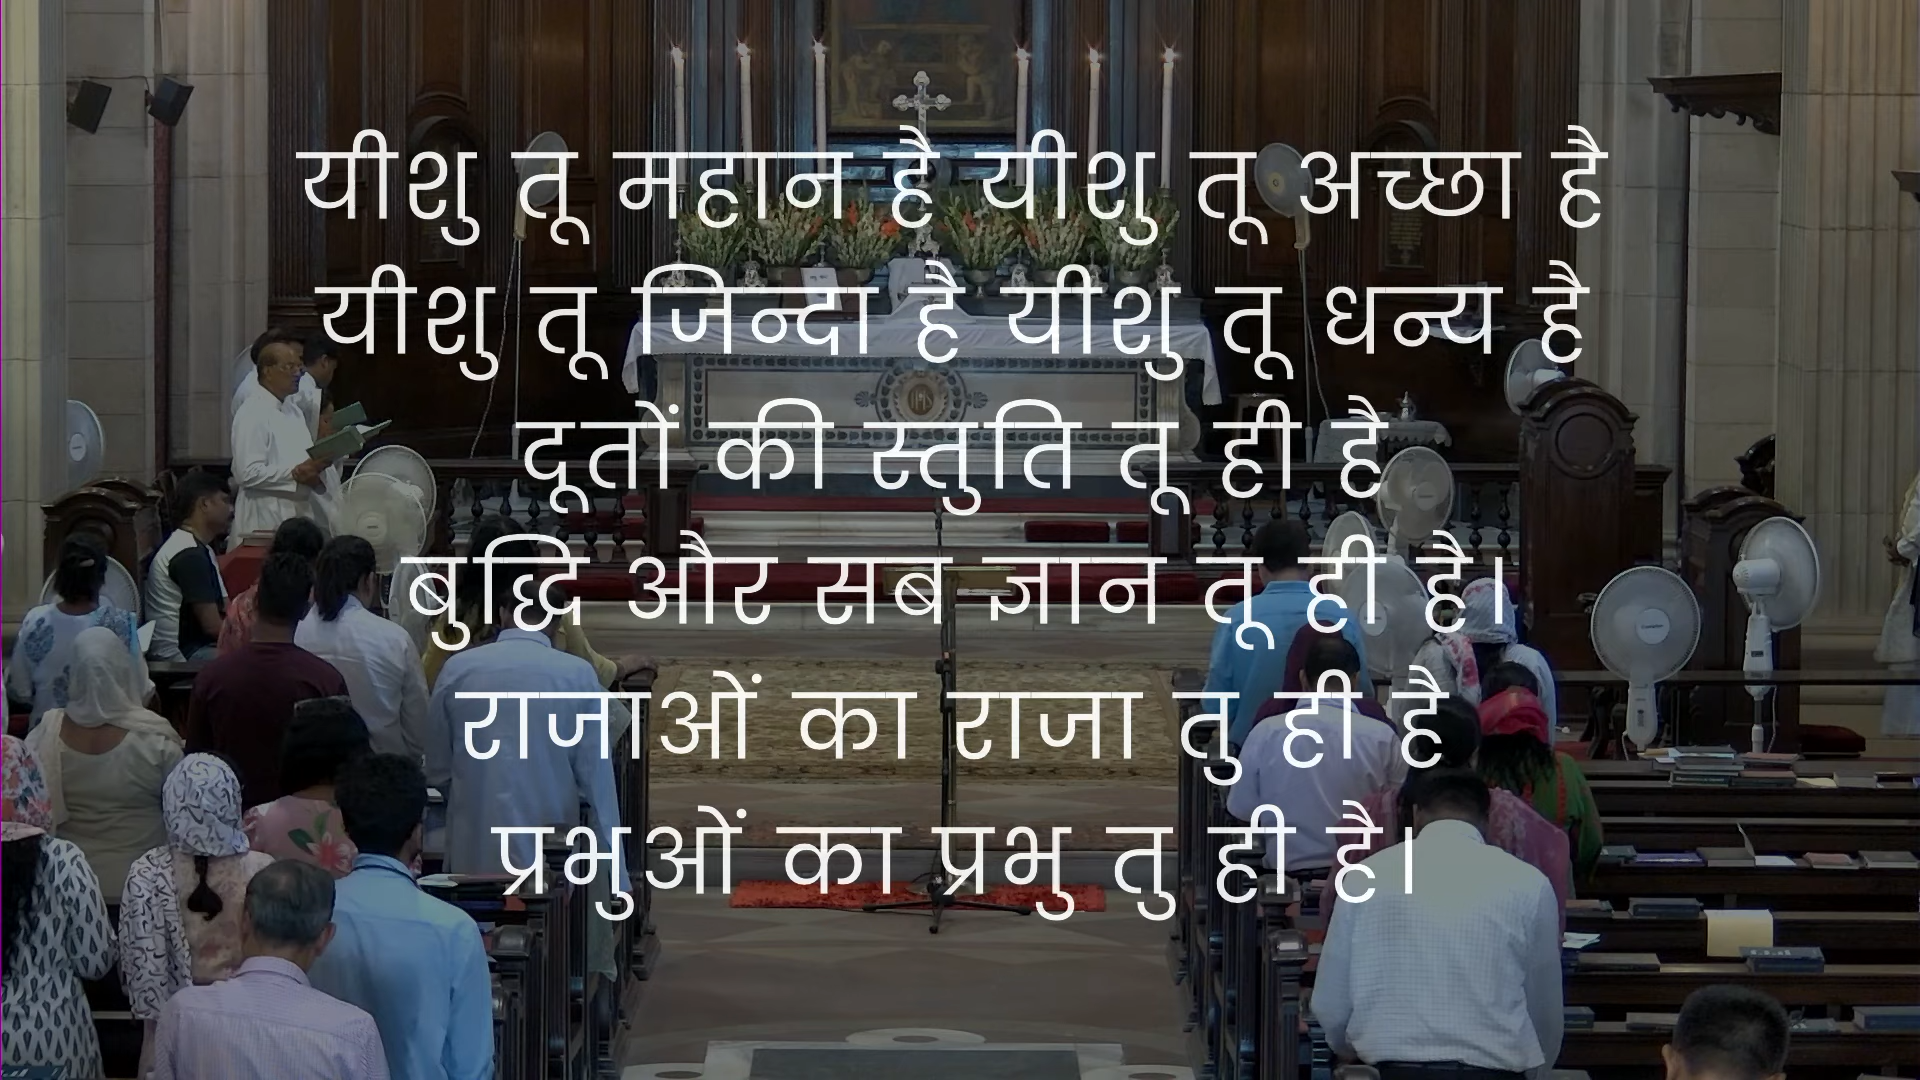 यीशु तू महान है यीशु तू अच्छा है
यीशु तू जिन्दा है यीशु तू धन्य है
दूतों की स्तुति तू ही है
बुद्धि और सब ज्ञान तू ही है।
राजाओं का राजा तु ही है
प्रभुओं का प्रभु तु ही है।